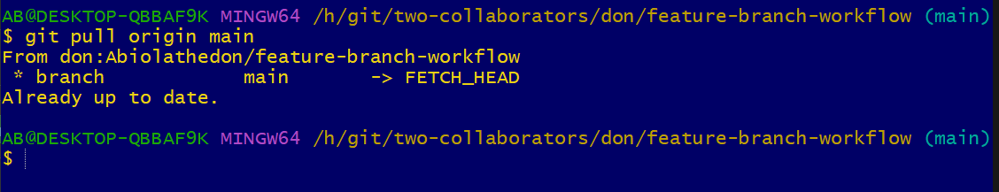 AB@DESKTOP-QBBAF9K MINGW64 /h/git/two-collaborators/don/feature-branch-workflow (main)
$ git pull origin main
From don:Abiolathedon/feature-branch-workflow
 * branch            main       -> FETCH_HEAD
Already up to date.

AB@DESKTOP-QBBAF9K MINGW64 /h/git/two-collaborators/don/feature-branch-workflow (main)
$